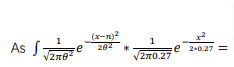 As ∫ 1/√(2πθ²) e^(−(x−n)²/2θ²) * 1/√(2π0.27) e^(−x²/2*0.27) =